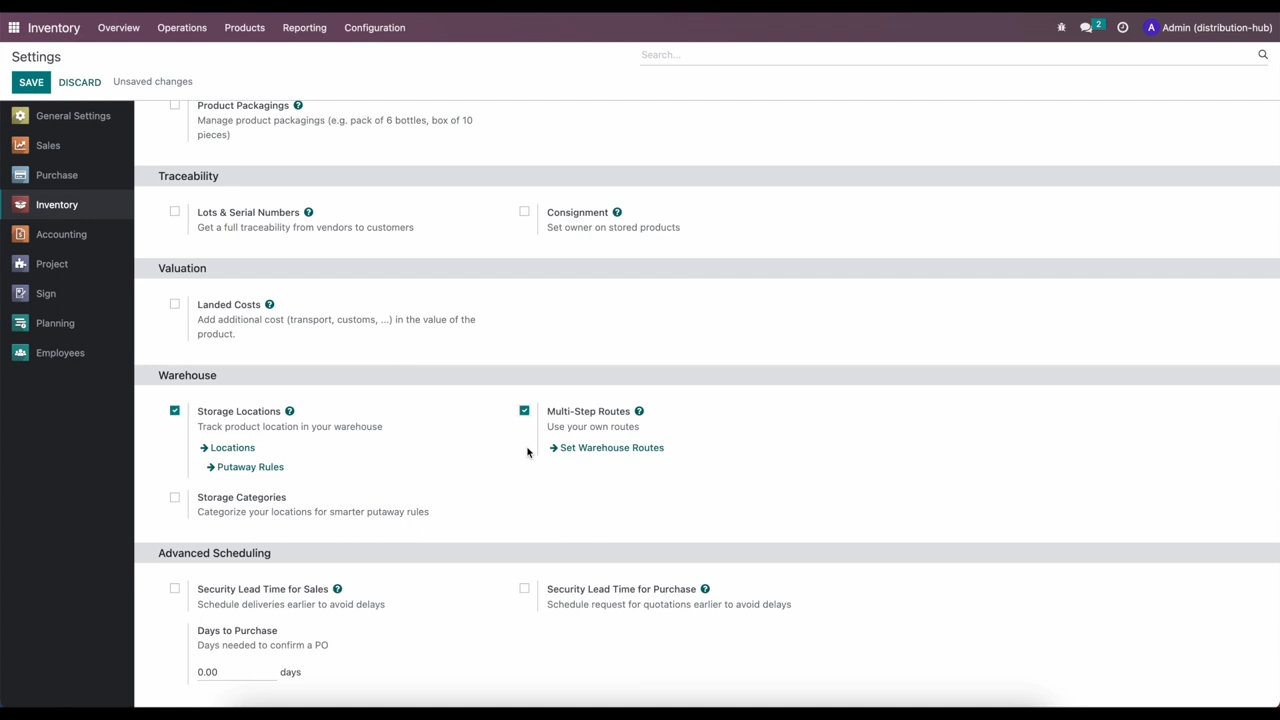 Inventory Overview Operations Products Reporting Configuration 2 A Admin (distribution-hub)
Settings Search...
SAVE DISCARD Unsaved changes
General Settings
Sales
Purchase
Inventory
Accounting
Project
Sign
Planning
Employees
Product Packagings ?
Manage product packagings (e.g. pack of 6 bottles, box of 10
pieces)
Traceability
Lots & Serial Numbers ?
Get a full traceability from vendors to customers
Consignment ?
Set owner on stored products
Valuation
Landed Costs ?
Add additional cost (transport, customs, ...) in the value of the
product.
Warehouse
Storage Locations ?
Track product location in your warehouse
Locations
Putaway Rules
Multi-Step Routes ?
Use your own routes
Set Warehouse Routes
Storage Categories
Categorize your locations for smarter putaway rules
Advanced Scheduling
Security Lead Time for Sales ?
Schedule deliveries earlier to avoid delays
Security Lead Time for Purchase ?
Schedule request for quotations earlier to avoid delays
Days to Purchase
Days needed to confirm a PO
0.00 days